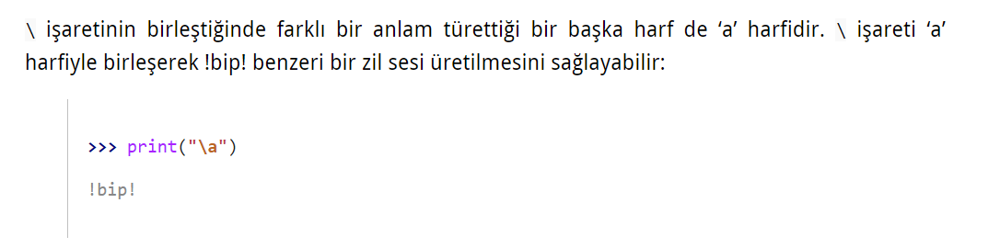 \ işaretinin birleştiğinde farklı bir anlam türettiği bir başka harf de ‘a’ harfidir. \ işareti ‘a’
harfiyle birleşerek !bip! benzeri bir zil sesi üretilmesini sağlayabilir:
>>> print("\a")
!bip!